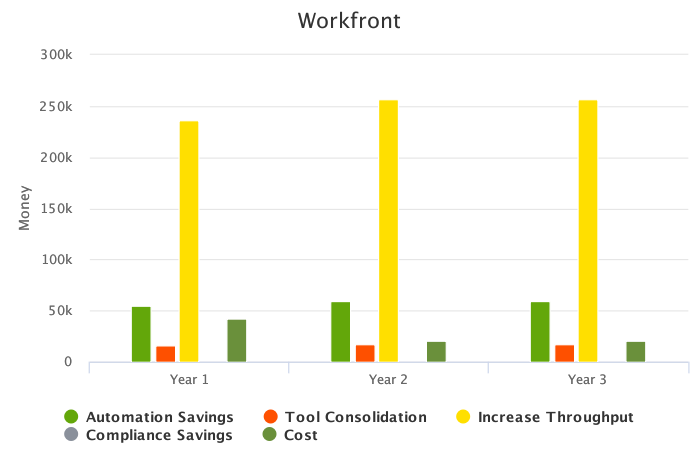 Workfront
300k
250k
200k
150k
100k
50k
0
Money
Year 1 Year 2 Year 3
Automation Savings Tool Consolidation Increase Throughput
Compliance Savings Cost